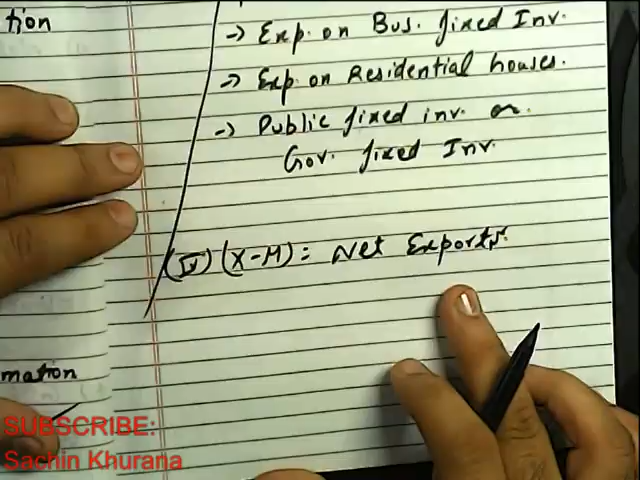 tion
-> Exp. on Bus. fixed Inv.
-> Exp on Residential houses.
-> Public fixed inv. or
Gov. fixed Inv.
(IV) (X-M) = Net Exports
mation
SUBSCRIBE:
Sachin Khurana